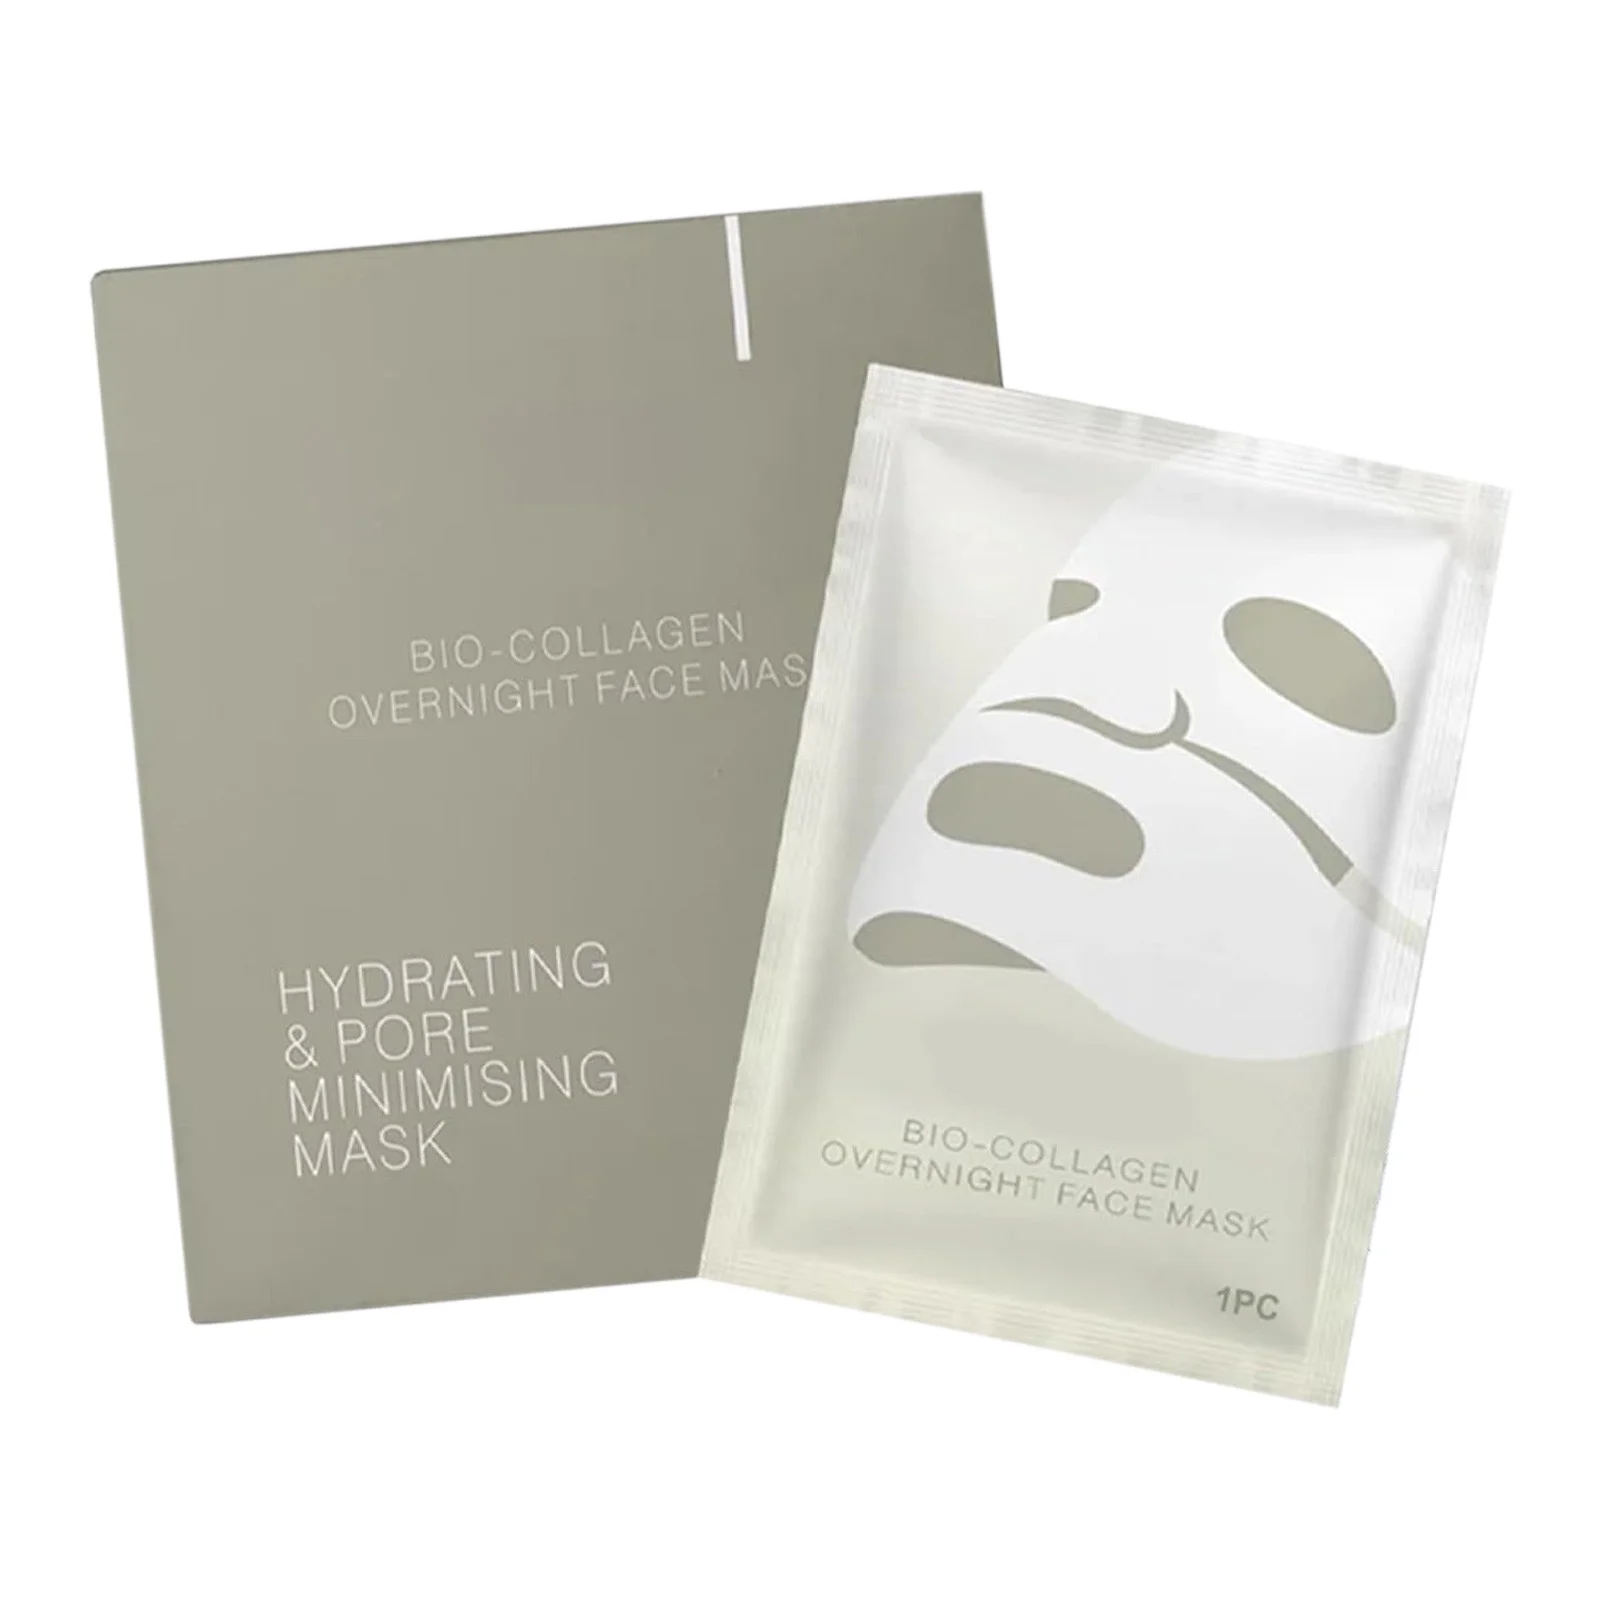 BIO-COLLAGEN
OVERNIGHT FACE MAS
HYDRATING
& PORE
MINIMISING
MASK
BIO-COLLAGEN
OVERNIGHT FACE MASK
1PC